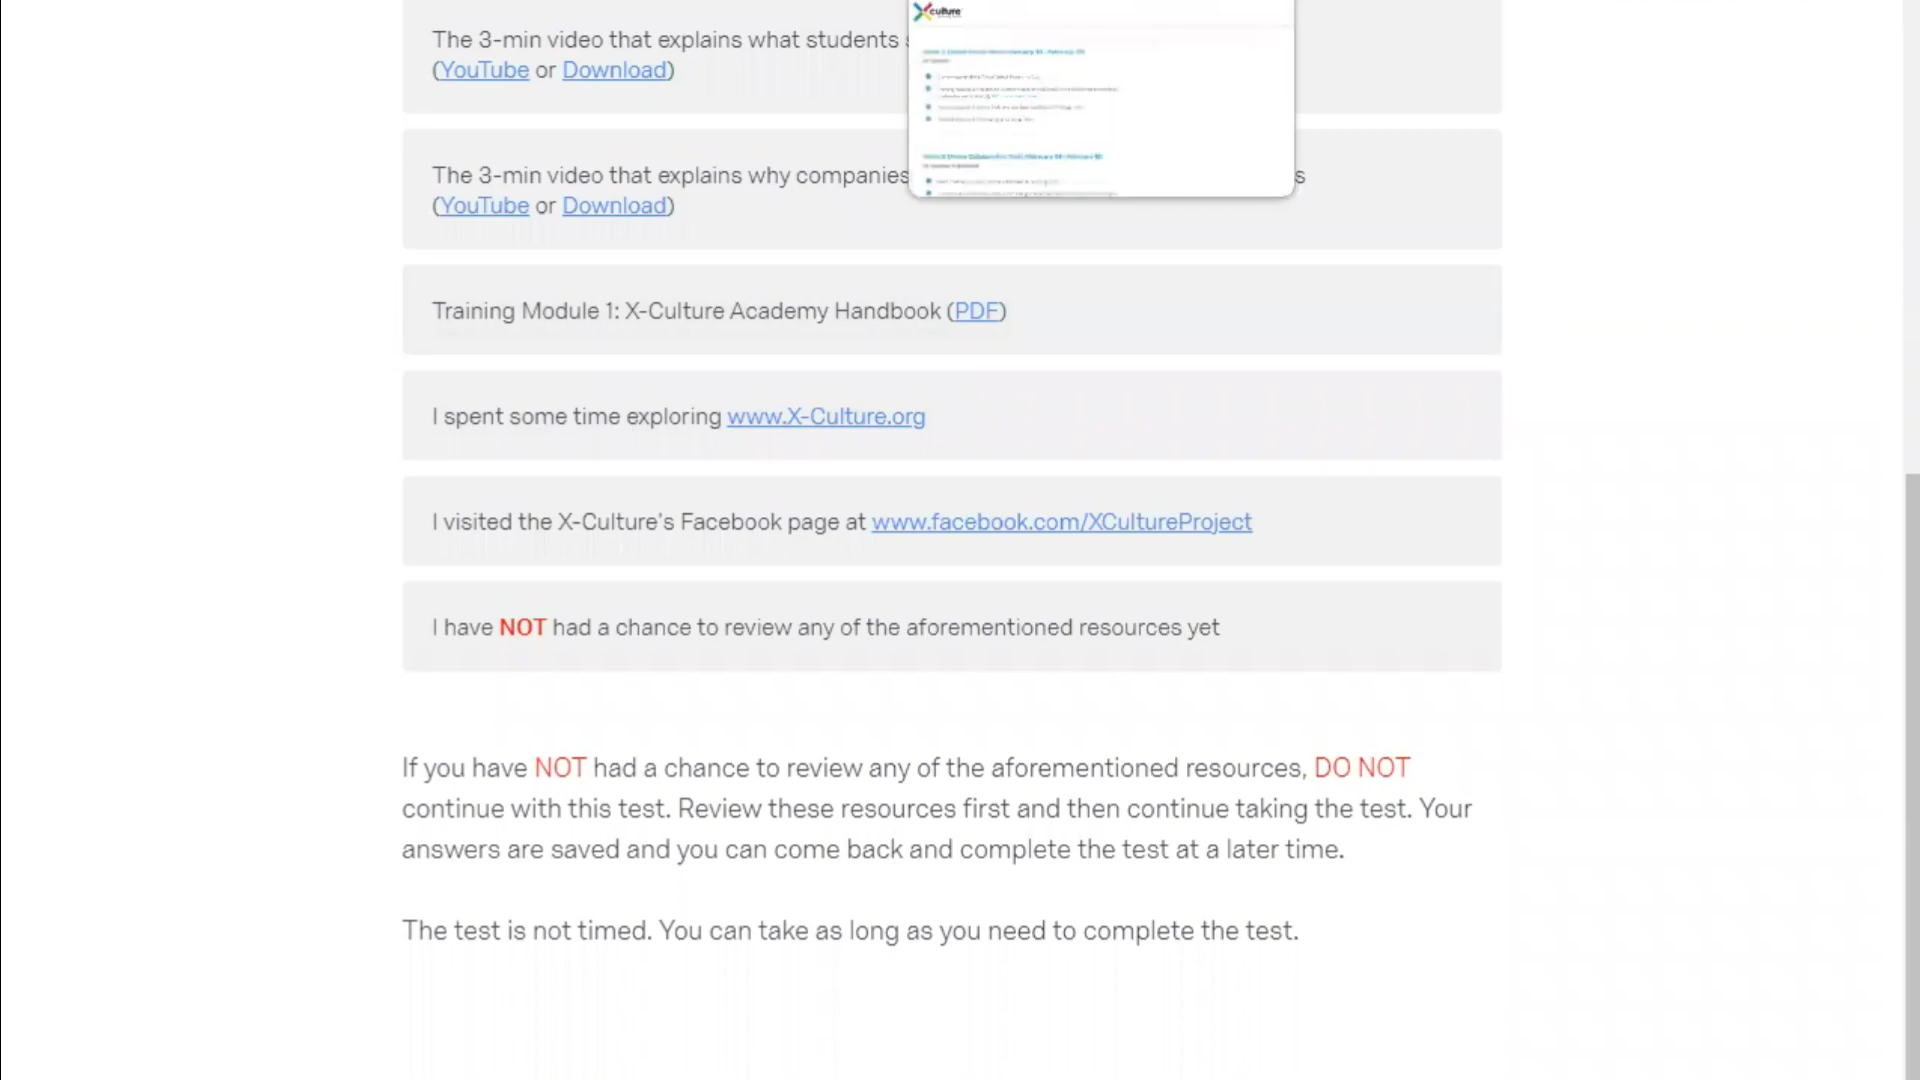 The 3-min video that explains what students
(YouTube or Download)
culture
The 3-min video that explains why companies
s
(YouTube or Download)
Training Module 1: X-Culture Academy Handbook (PDF)
I spent some time exploring www.X-Culture.org
I visited the X-Culture's Facebook page at www.facebook.com/XCultureProject
I have NOT had a chance to review any of the aforementioned resources yet
If you have NOT had a chance to review any of the aforementioned resources, DO NOT
continue with this test. Review these resources first and then continue taking the test. Your
answers are saved and you can come back and complete the test at a later time.
The test is not timed. You can take as long as you need to complete the test.